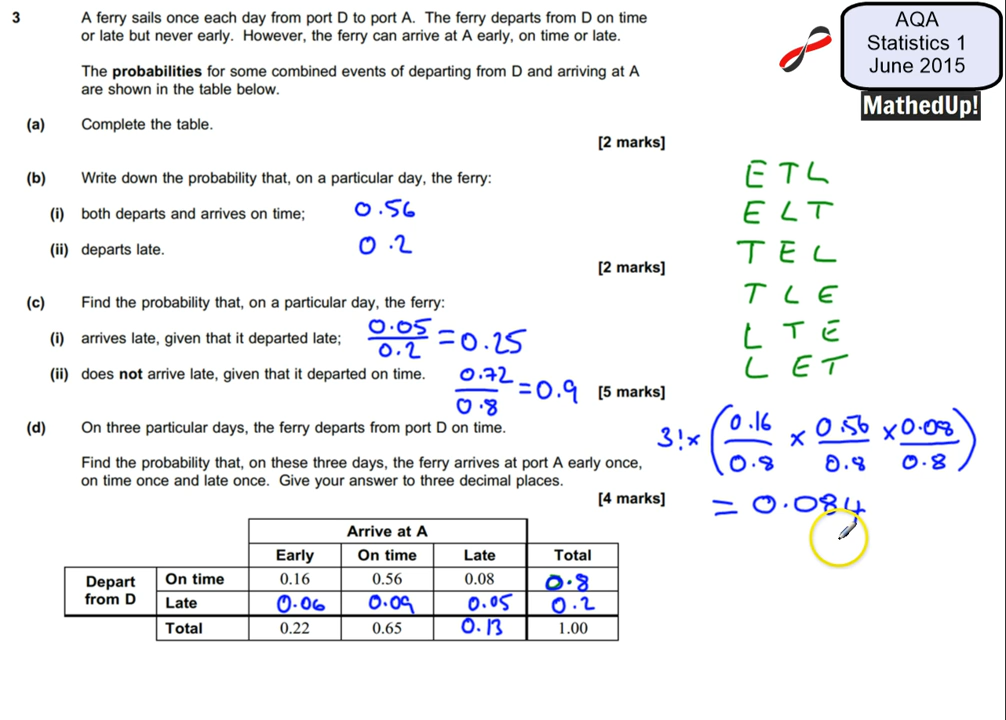 3 A ferry sails once each day from port D to port A. The ferry departs from D on time
or late but never early. However, the ferry can arrive at A early, on time or late.
The probabilities for some combined events of departing from D and arriving at A
are shown in the table below.
AQA
Statistics 1
June 2015
MathedUp!
(a) Complete the table.
[2 marks]
(b) Write down the probability that, on a particular day, the ferry:
(i) both departs and arrives on time; 0.56
(ii) departs late. 0.2
[2 marks]
(c) Find the probability that, on a particular day, the ferry:
(i) arrives late, given that it departed late; 0.05/0.2 = 0.25
(ii) does not arrive late, given that it departed on time. 0.72/0.8 = 0.9 [5 marks]
E T L
E L T
T E L
T L E
L T E
L E T
(d) On three particular days, the ferry departs from port D on time.
Find the probability that, on these three days, the ferry arrives at port A early once,
on time once and late once. Give your answer to three decimal places.
[4 marks]
3! × (0.16/0.8 × 0.56/0.8 × 0.08/0.8)
= 0.084
Arrive at A
Early On time Late Total
Depart from D On time 0.16 0.56 0.08 0.8
Late 0.06 0.09 0.05 0.2
Total 0.22 0.65 0.13 1.00